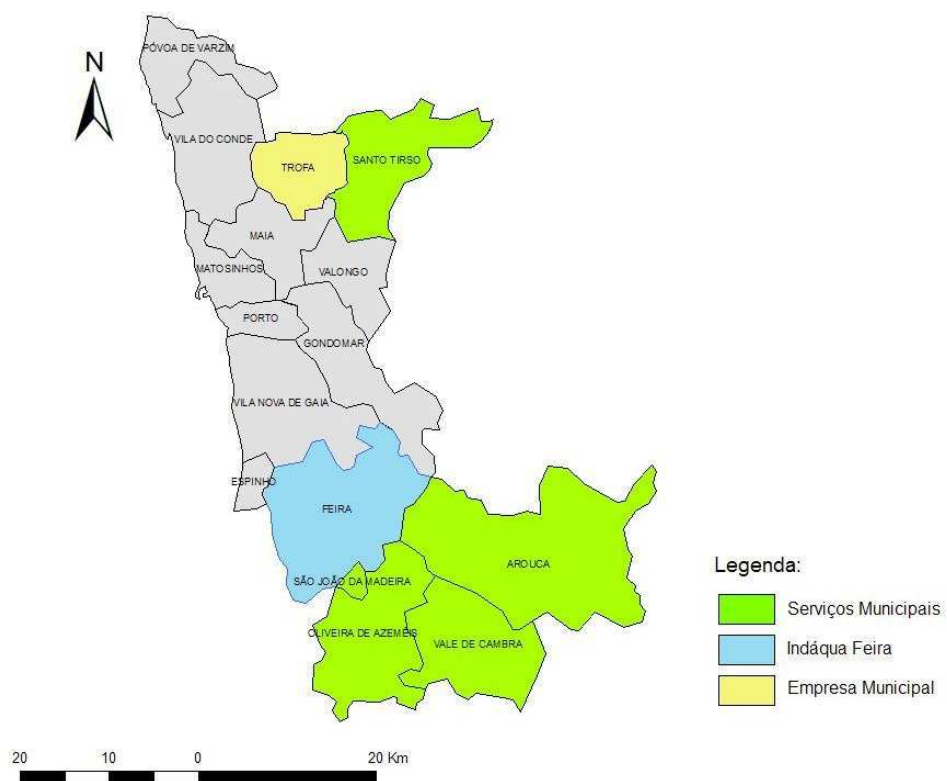 PÓVOA DE VARZIM
N
VILA DO CONDE
TROFA
SANTO TIRSO
MAIA
MATOSINHOS
VALONGO
PORTO
GONDOMAR
VILA NOVA DE GAIA
ESPINHO
FEIRA
AROUCA
SÃO JOÃO DA MADEIRA
OLIVEIRA DE AZEMÉIS
VALE DE CAMBRA
Legenda:
Serviços Municipais
Indáqua Feira
Empresa Municipal
20 10 0 20 Km